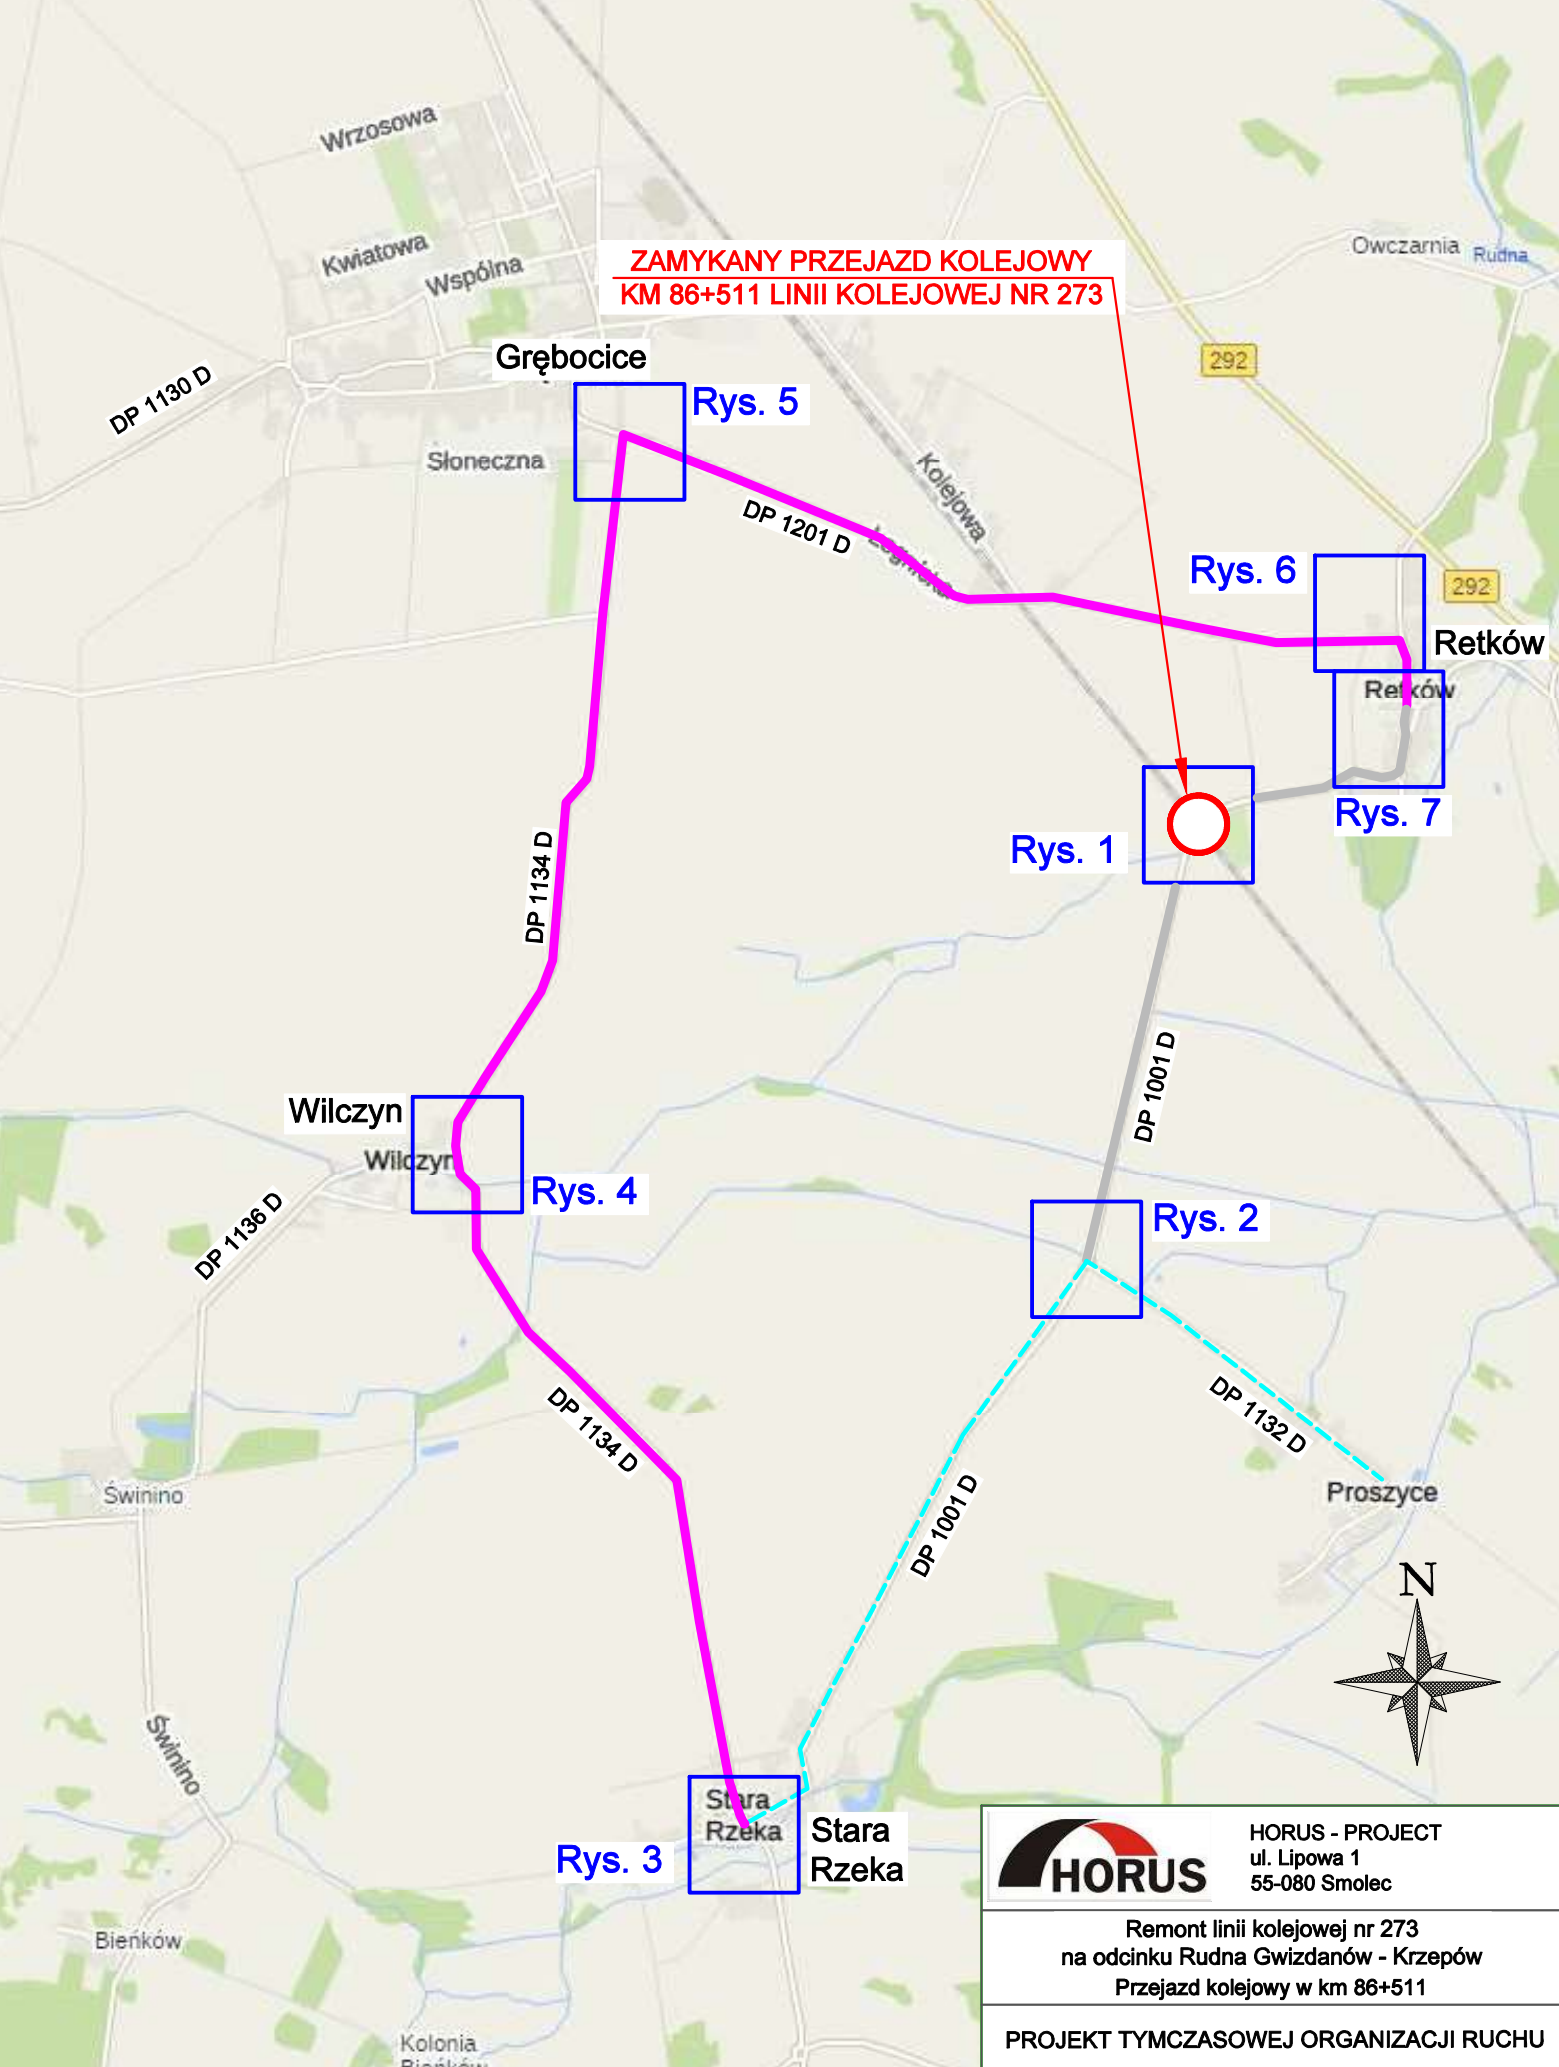 Wrzosowa
Kwiatowa
Wspólna
Owczarnia
Rudna
ZAMYKANY PRZEJAZD KOLEJOWY
KM 86+511 LINII KOLEJOWEJ NR 273
292
Grębocice
DP 1130 D
Rys. 5
Słoneczna
Kolejowa
DP 1201 D
Rys. 6
292
Retków
Retków
Rys. 7
Rys. 1
DP 1134 D
DP 1001 D
Wilczyn
Wilczyn
Rys. 4
DP 1136 D
Rys. 2
DP 1134 D
DP 1132 D
Świnino
Proszyce
DP 1001 D
N
Świnino
Stara
Rzeka
Stara
Rzeka
Rys. 3
Bieńków
Kolonia
Bieńków
HORUS
HORUS - PROJECT
ul. Lipowa 1
55-080 Smolec
Remont linii kolejowej nr 273
na odcinku Rudna Gwizdanów - Krzepów
Przejazd kolejowy w km 86+511
PROJEKT TYMCZASOWEJ ORGANIZACJI RUCHU